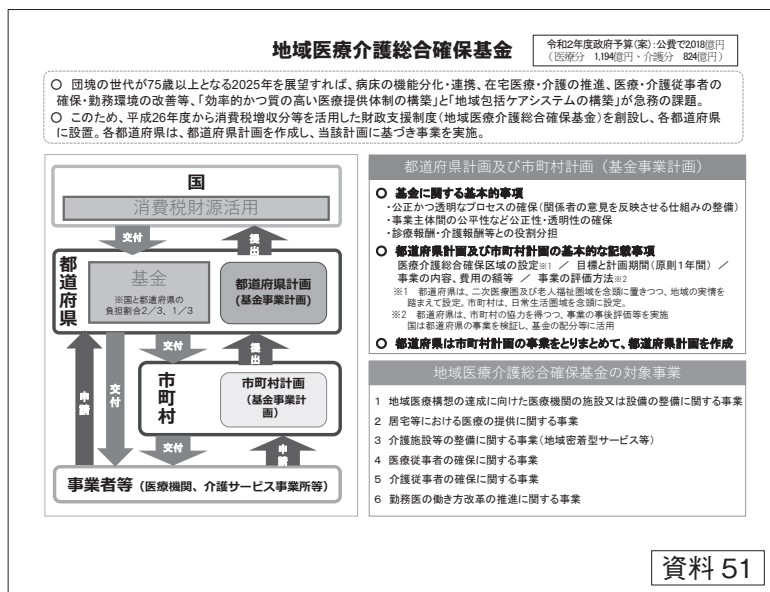 地域医療介護総合確保基金
令和2年度政府予算(案):公費で2018億円
(医療分 1,194億円・介護分 824億円)
○ 団塊の世代が75歳以上となる2025年を展望すれば、病床の機能分化・連携、在宅医療・介護の推進、医療・介護従事者の
確保・勤務環境の改善等、「効率的かつ質の高い医療提供体制の構築」と「地域包括ケアシステムの構築」が急務の課題。
○ このため、平成26年度から消費税増収分等を活用した財政支援制度(地域医療介護総合確保基金)を創設し、各都道府県
に設置。各都道府県は、都道府県計画を作成し、当該計画に基づき事業を実施。
国
消費税財源活用
交付
提出
都道府県
基金
※国と都道府県の
負担割合2/3、1/3
都道府県計画
(基金事業計画)
申請
交付
交付
提出
市町村
市町村計画
(基金事業計
画)
交付
申請
事業者等(医療機関、介護サービス事業所等)
都道府県計画及び市町村計画(基金事業計画)
○ 基金に関する基本的事項
・公正かつ透明なプロセスの確保(関係者の意見を反映させる仕組みの整備)
・事業主体間の公平性など公正性・透明性の確保
・診療報酬・介護報酬等との役割分担
○ 都道府県計画及び市町村計画の基本的な記載事項
医療介護総合確保区域の設定※1 / 目標と計画期間(原則1年間) /
事業の内容、費用の額等 / 事業の評価方法※2
※1 都道府県は、二次医療圏及び老人福祉圏域を念頭に置きつつ、地域の実情を
踏まえて設定。市町村は、日常生活圏域を念頭に設定。
※2 都道府県は、市町村の協力を得つつ、事業の事後評価等を実施
国は都道府県の事業を検証し、基金の配分等に活用
○ 都道府県は市町村計画の事業をとりまとめて、都道府県計画を作成
地域医療介護総合確保基金の対象事業
1 地域医療構想の達成に向けた医療機関の施設又は設備の整備に関する事業
2 居宅等における医療の提供に関する事業
3 介護施設等の整備に関する事業(地域密着型サービス等)
4 医療従事者の確保に関する事業
5 介護従事者の確保に関する事業
6 勤務医の働き方改革の推進に関する事業
資料 51